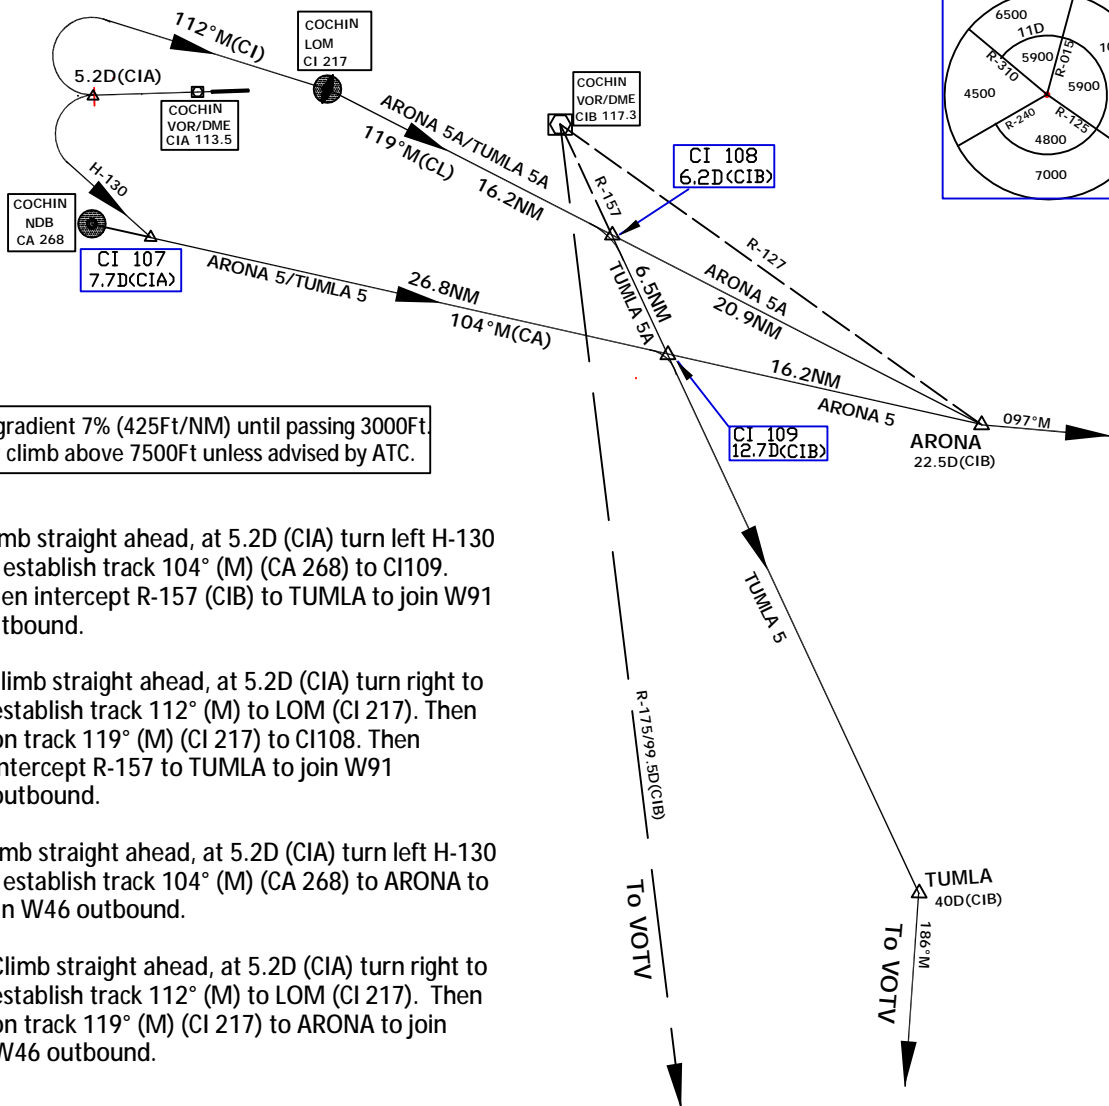 112°M(CI)
COCHIN
LOM
CI 217
5.2D(CIA)
COCHIN
VOR/DME
CIA 113.5
COCHIN
VOR/DME
CIB 117.3
6500
11D
5900
R-015
R-310
4500
5900
R-240
R-125
4800
7000
ARONA 5A/TUMLA 5A
119°M(CL)
16.2NM
CI 108
6.2D(CIB)
H-130
R-157
COCHIN
NDB
CA 268
CI 107
7.7D(CIA)
ARONA 5/TUMLA 5
26.8NM
104°M(CA)
TUMLA 5A
6.5NM
ARONA 5A
20.9NM
R-127
16.2NM
ARONA 5
CI 109
12.7D(CIB)
ARONA
22.5D(CIB)
097°M
gradient 7% (425Ft/NM) until passing 3000Ft.
climb above 7500Ft unless advised by ATC.
mb straight ahead, at 5.2D (CIA) turn left H-130
establish track 104° (M) (CA 268) to CI109.
en intercept R-157 (CIB) to TUMLA to join W91
tbound.
limb straight ahead, at 5.2D (CIA) turn right to
establish track 112° (M) to LOM (CI 217). Then
on track 119° (M) (CI 217) to CI108. Then
ntercept R-157 to TUMLA to join W91
outbound.
mb straight ahead, at 5.2D (CIA) turn left H-130
establish track 104° (M) (CA 268) to ARONA to
n W46 outbound.
Climb straight ahead, at 5.2D (CIA) turn right to
establish track 112° (M) to LOM (CI 217). Then
on track 119° (M) (CI 217) to ARONA to join
W46 outbound.
TUMLA 5
R-175/99.5D(CIB)
To VOTV
TUMLA
40D(CIB)
186°M
To VOTV